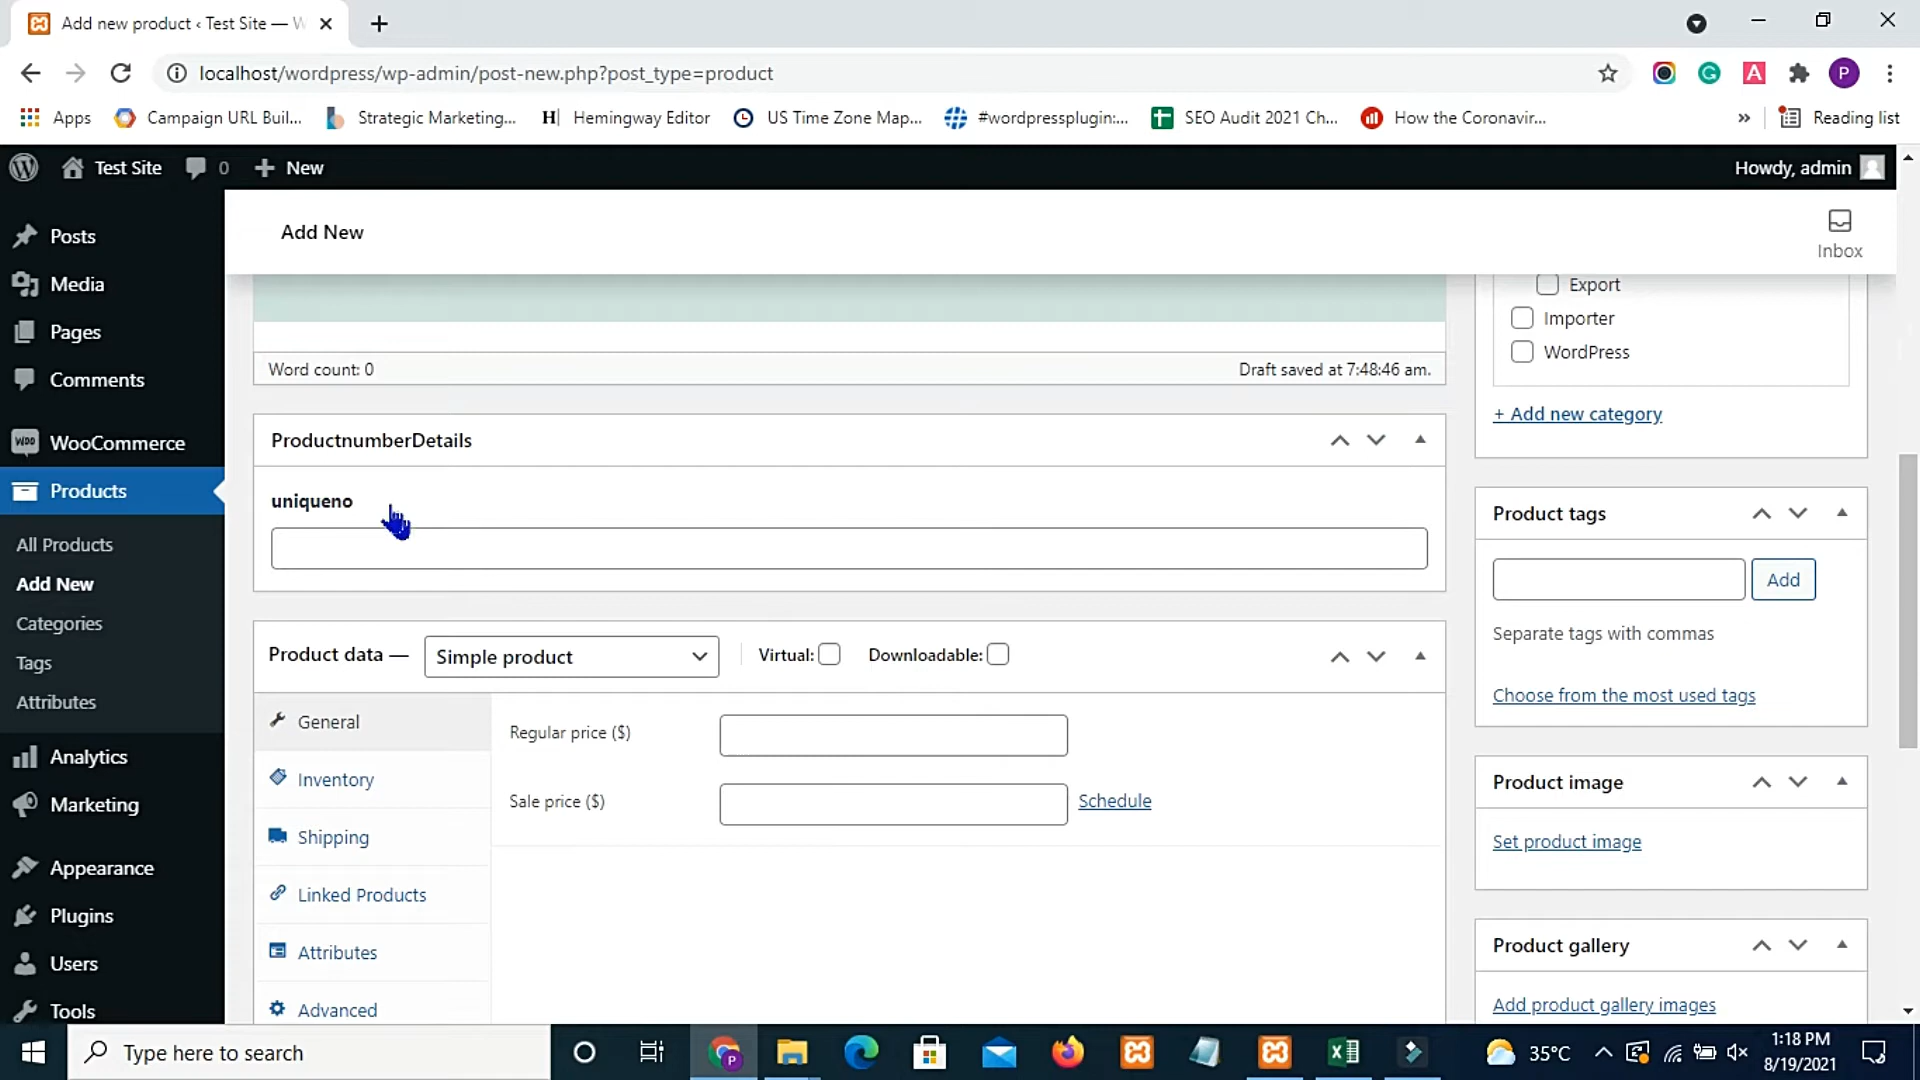 Add new product ‹ Test Site — W
localhost/wordpress/wp-admin/post-new.php?post_type=product
Apps
Campaign URL Buil...
Strategic Marketing...
Hemingway Editor
US Time Zone Map...
#wordpressplugin:...
SEO Audit 2021 Ch...
How the Coronavir...
»
Reading list
Test Site
0
New
Howdy, admin
Add New
Inbox
Posts
Media
Pages
Comments
WooCommerce
Products
All Products
Add New
Categories
Tags
Attributes
Analytics
Marketing
Appearance
Plugins
Users
Tools
Word count: 0
Draft saved at 7:48:46 am.
ProductnumberDetails
uniqueno
Product data —
Simple product
Virtual:
Downloadable:
General
Inventory
Shipping
Linked Products
Attributes
Advanced
Regular price ($)
Sale price ($)
Schedule
Export
Importer
WordPress
+ Add new category
Product tags
Add
Separate tags with commas
Choose from the most used tags
Product image
Set product image
Product gallery
Add product gallery images
Type here to search
35°C
1:18 PM
8/19/2021